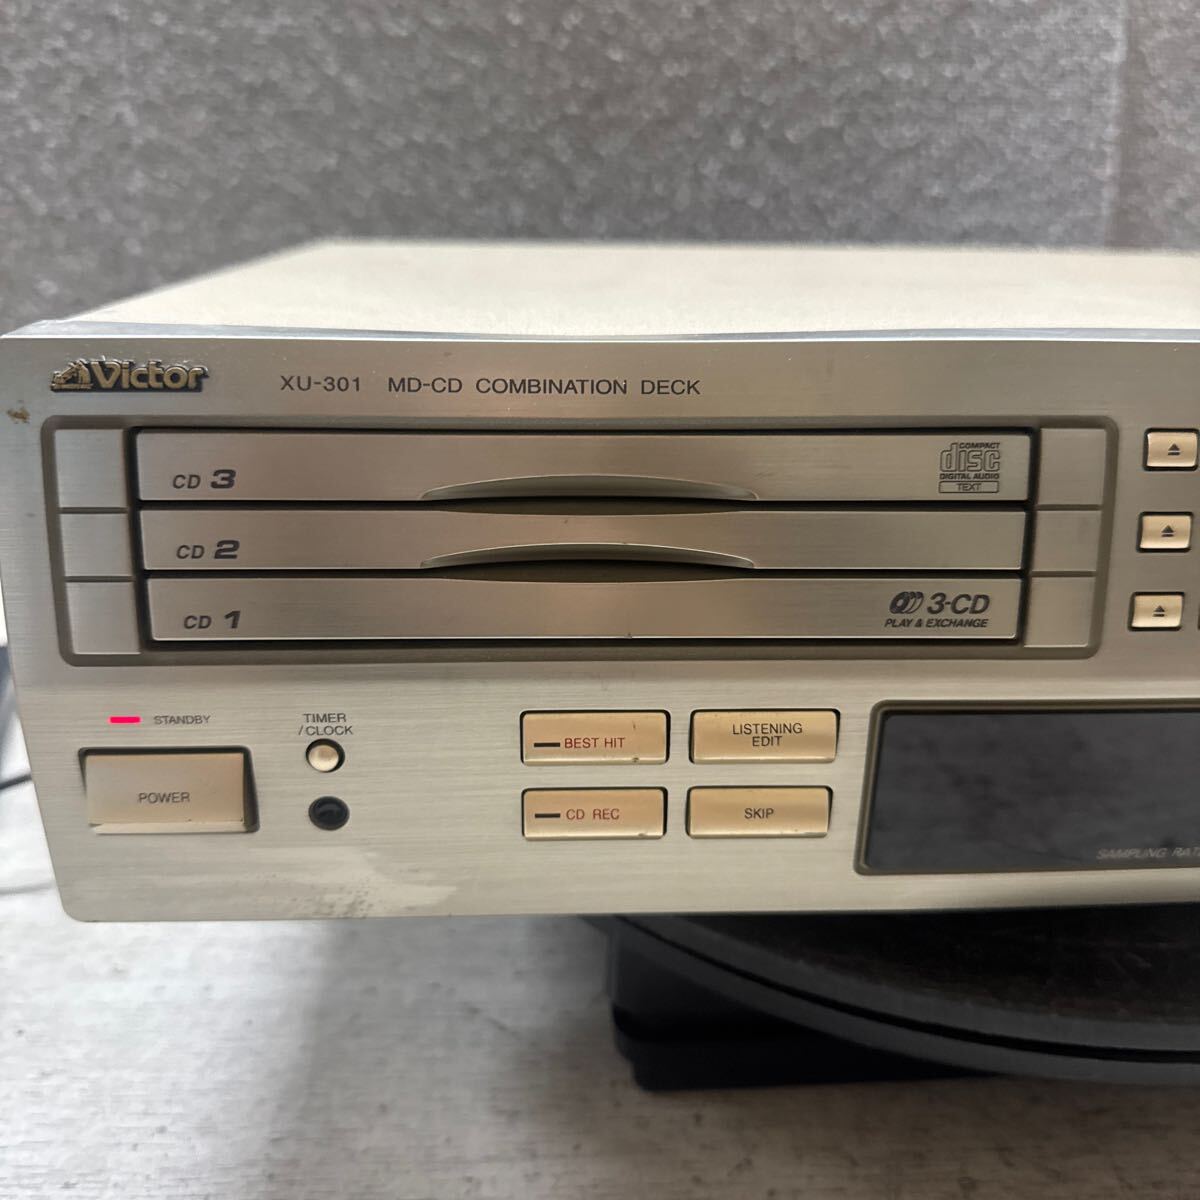 Victor
XU-301 MD-CD COMBINATION DECK
CD 3
COMPACT
disc
DIGITAL AUDIO
TEXT
CD 2
CD 1
3-CD
PLAY & EXCHANGE
STANDBY
TIMER
/CLOCK
POWER
BEST HIT
LISTENING
EDIT
CD REC
SKIP
SAMPLING